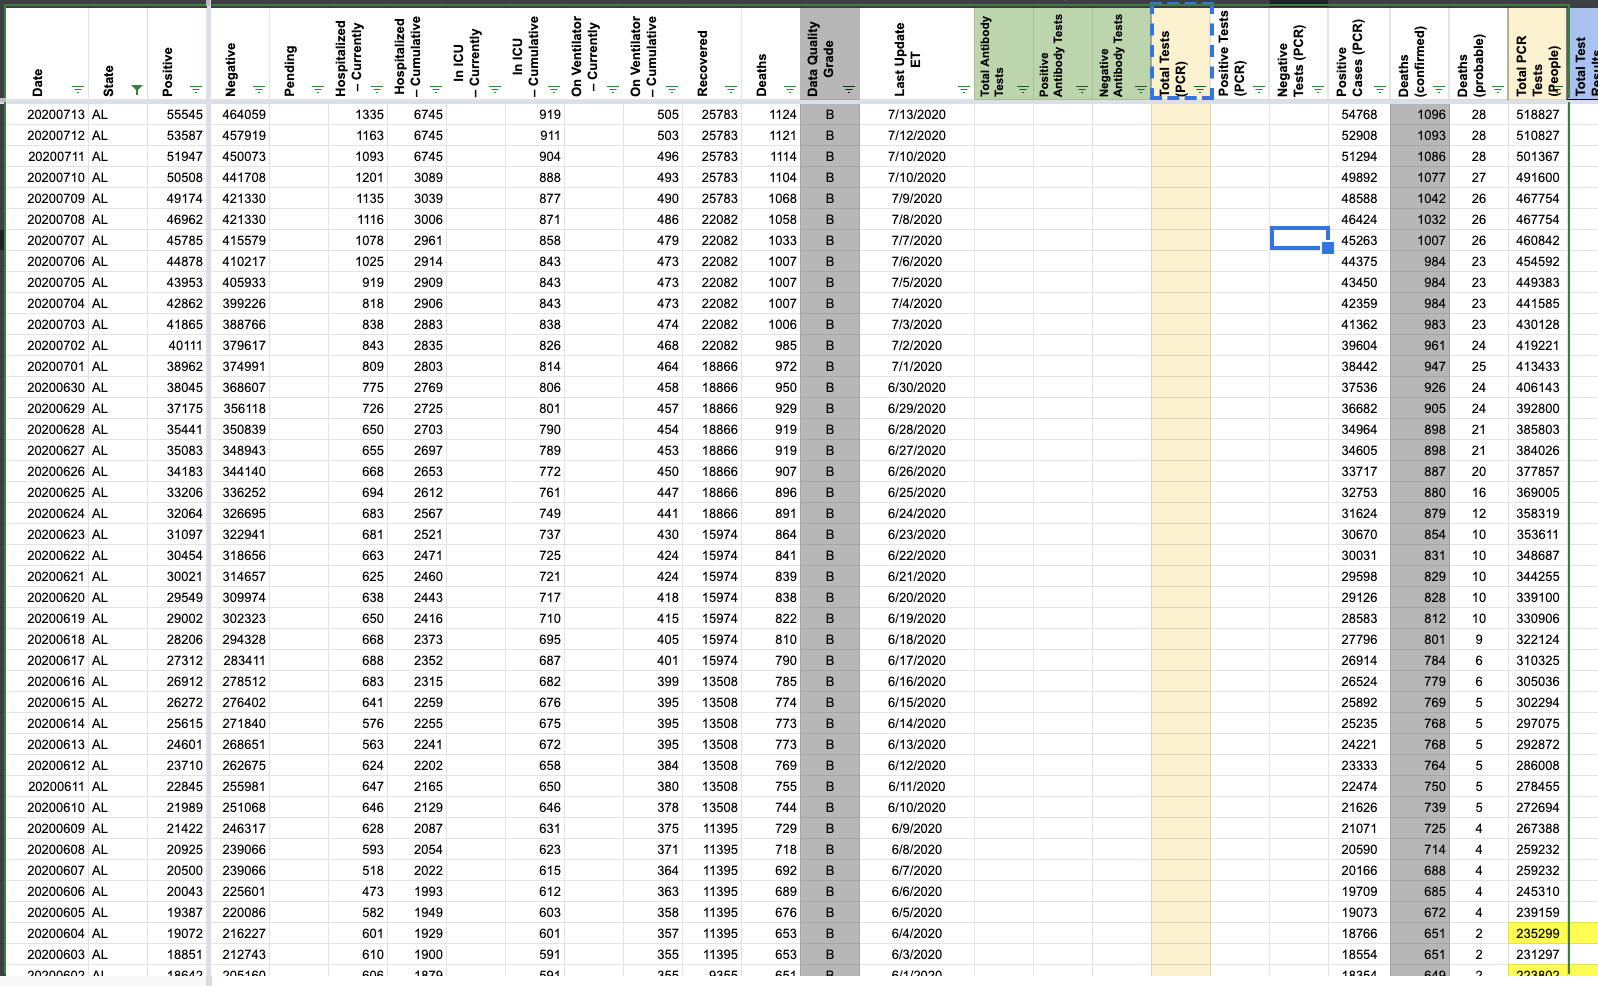 Date State Positive Negative Pending Hospitalized – Currently Hospitalized – Cumulative In ICU – Currently In ICU – Cumulative On Ventilator – Currently On Ventilator – Cumulative Recovered Deaths Data Quality Grade Last Update ET Total Antibody Tests Positive Antibody Tests Negative Antibody Tests Total Tests (PCR) Positive Tests (PCR) Negative Tests (PCR) Positive Cases (PCR) Deaths (confirmed) Deaths (probable) Total PCR Tests (People) Total Test
20200713 AL 55545 464059 1335 6745 919 505 25783 1124 B 7/13/2020 54768 1096 28 518827
20200712 AL 53587 457919 1163 6745 911 503 25783 1121 B 7/12/2020 52908 1093 28 510827
20200711 AL 51947 450073 1093 6745 904 496 25783 1114 B 7/10/2020 51294 1086 28 501367
20200710 AL 50508 441708 1201 3089 888 493 25783 1104 B 7/10/2020 49892 1077 27 491600
20200709 AL 49174 421330 1135 3039 877 490 25783 1068 B 7/9/2020 48588 1042 26 467754
20200708 AL 46962 421330 1116 3006 871 486 22082 1058 B 7/8/2020 46424 1032 26 467754
20200707 AL 45785 415579 1078 2961 858 479 22082 1033 B 7/7/2020 45263 1007 26 460842
20200706 AL 44878 410217 1025 2914 843 473 22082 1007 B 7/6/2020 44375 984 23 454592
20200705 AL 43953 405933 919 2909 843 473 22082 1007 B 7/5/2020 43450 984 23 449383
20200704 AL 42862 399226 818 2906 843 473 22082 1007 B 7/4/2020 42359 984 23 441585
20200703 AL 41865 388766 838 2883 838 474 22082 1006 B 7/3/2020 41362 983 23 430128
20200702 AL 40111 379617 843 2835 826 468 22082 985 B 7/2/2020 39604 961 24 419221
20200701 AL 38962 374991 809 2803 814 464 18866 972 B 7/1/2020 38442 947 25 413433
20200630 AL 38045 368607 775 2769 806 458 18866 950 B 6/30/2020 37536 926 24 406143
20200629 AL 37175 356118 726 2725 801 457 18866 929 B 6/29/2020 36682 905 24 392800
20200628 AL 35441 350839 650 2703 790 454 18866 919 B 6/28/2020 34964 898 21 385803
20200627 AL 35083 348943 655 2697 789 453 18866 919 B 6/27/2020 34605 898 21 384026
20200626 AL 34183 344140 668 2653 772 450 18866 907 B 6/26/2020 33717 887 20 377857
20200625 AL 33206 336252 694 2612 761 447 18866 896 B 6/25/2020 32753 880 16 369005
20200624 AL 32064 326695 683 2567 749 441 18866 891 B 6/24/2020 31624 879 12 358319
20200623 AL 31097 322941 681 2521 737 430 15974 864 B 6/23/2020 30670 854 10 353611
20200622 AL 30454 318656 663 2471 725 424 15974 841 B 6/22/2020 30031 831 10 348687
20200621 AL 30021 314657 625 2460 721 424 15974 839 B 6/21/2020 29598 829 10 344255
20200620 AL 29549 309974 638 2443 717 418 15974 838 B 6/20/2020 29126 828 10 339100
20200619 AL 29002 302323 650 2416 710 415 15974 822 B 6/19/2020 28583 812 10 330906
20200618 AL 28206 294328 668 2373 695 405 15974 810 B 6/18/2020 27796 801 9 322124
20200617 AL 27312 283411 688 2352 687 401 15974 790 B 6/17/2020 26914 784 6 310325
20200616 AL 26912 278512 683 2315 682 399 13508 785 B 6/16/2020 26524 779 6 305036
20200615 AL 26272 276402 641 2259 676 395 13508 774 B 6/15/2020 25892 769 5 302294
20200614 AL 25615 271840 576 2255 675 395 13508 773 B 6/14/2020 25235 768 5 297075
20200613 AL 24601 268651 563 2241 672 395 13508 773 B 6/13/2020 24221 768 5 292872
20200612 AL 23710 262675 624 2202 658 384 13508 769 B 6/12/2020 23333 764 5 286008
20200611 AL 22845 255981 647 2165 650 380 13508 755 B 6/11/2020 22474 750 5 278455
20200610 AL 21989 251068 646 2129 646 378 13508 744 B 6/10/2020 21626 739 5 272694
20200609 AL 21422 246317 628 2087 631 375 11395 729 B 6/9/2020 21071 725 4 267388
20200608 AL 20925 239066 593 2054 623 371 11395 718 B 6/8/2020 20590 714 4 259232
20200607 AL 20500 239066 518 2022 615 364 11395 692 B 6/7/2020 20166 688 4 259232
20200606 AL 20043 225601 473 1993 612 363 11395 689 B 6/6/2020 19709 685 4 245310
20200605 AL 19387 220086 582 1949 603 358 11395 676 B 6/5/2020 19073 672 4 239159
20200604 AL 19072 216227 601 1929 601 357 11395 653 B 6/4/2020 18766 651 2 235299
20200603 AL 18851 212743 610 1900 591 355 11395 653 B 6/3/2020 18554 651 2 231297
20200602 AL 18642 205160 606 1879 591 355 9355 651 B 6/1/2020 18354 649 2 223802